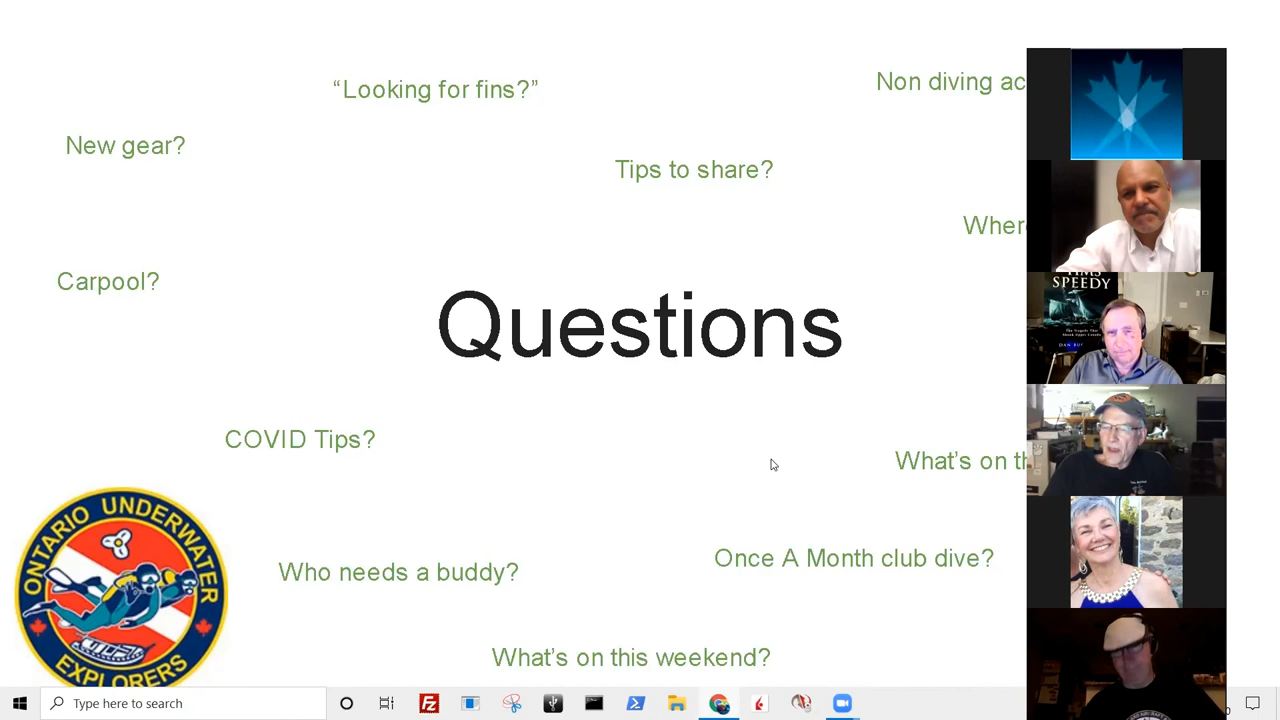 “Looking for fins?”
Non diving ac
New gear?
Tips to share?
Where
Carpool?
SPEEDY
Questions
COVID Tips?
What’s on th
ONTARIO UNDERWATER
EXPLORERS
Who needs a buddy?
Once A Month club dive?
What’s on this weekend?
Type here to search